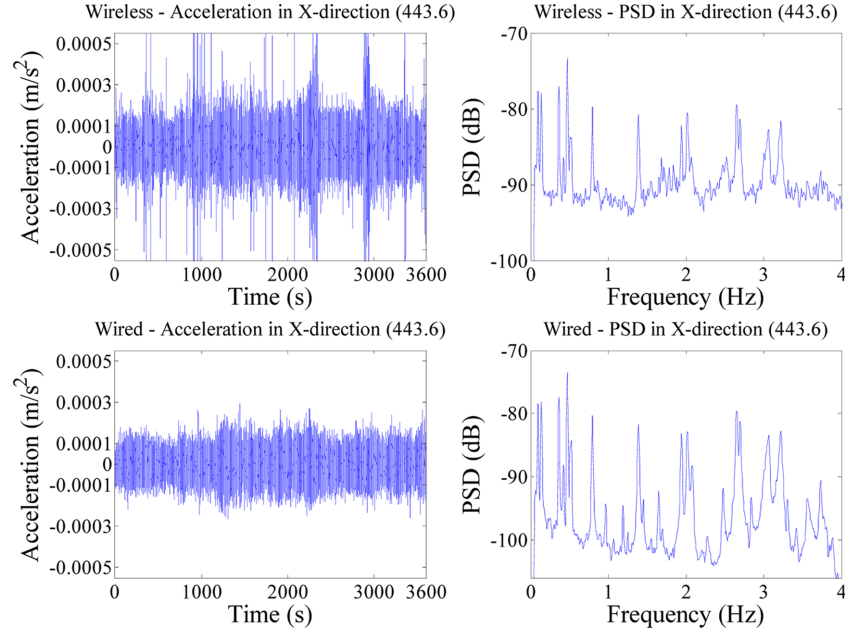 Wireless - Acceleration in X-direction (443.6)
Acceleration (m/s²)
0.0005
0.0003
0.0001
0
-0.0001
-0.0003
-0.0005
0 1000 2000 3000 3600
Time (s)
Wireless - PSD in X-direction (443.6)
PSD (dB)
-70
-80
-90
-100
0 1 2 3 4
Frequency (Hz)
Wired - Acceleration in X-direction (443.6)
Acceleration (m/s²)
0.0005
0.0003
0.0001
0
-0.0001
-0.0003
-0.0005
0 1000 2000 3000 3600
Time (s)
Wired - PSD in X-direction (443.6)
PSD (dB)
-70
-80
-90
-100
0 1 2 3 4
Frequency (Hz)